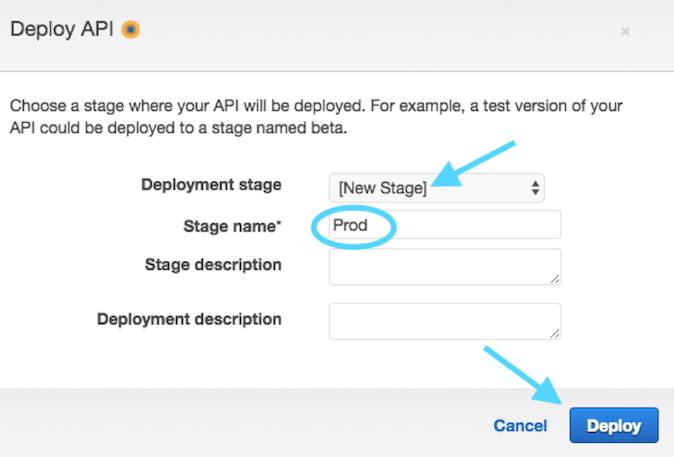 Deploy API
Choose a stage where your API will be deployed. For example, a test version of your
API could be deployed to a stage named beta.
Deployment stage [New Stage]
Stage name* Prod
Stage description
Deployment description
Cancel Deploy